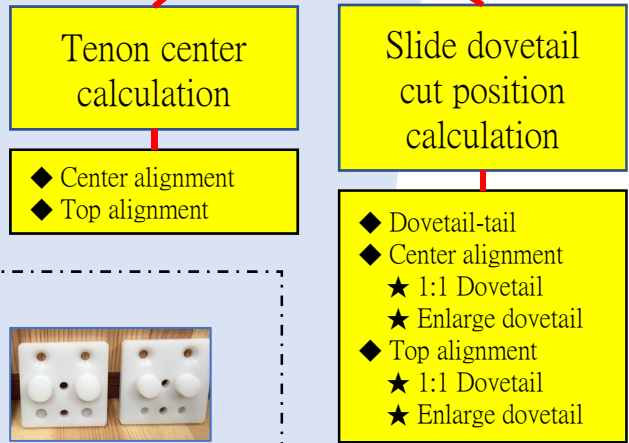 Tenon center
calculation
◆ Center alignment
◆ Top alignment
Slide dovetail
cut position
calculation
◆ Dovetail-tail
◆ Center alignment
★ 1:1 Dovetail
★ Enlarge dovetail
◆ Top alignment
★ 1:1 Dovetail
★ Enlarge dovetail